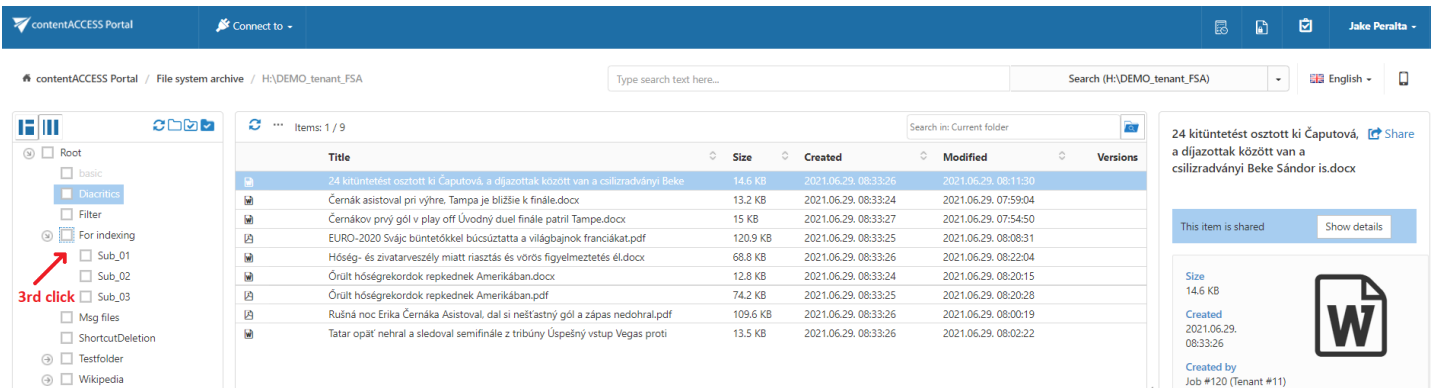 contentACCESS Portal
Connect to
Jake Peralta
contentACCESS Portal / File system archive / H:\DEMO_tenant_FSA
Type search text here...
Search (H:\DEMO_tenant_FSA)
English
Root
basic
Diacritics
Filter
For indexing
Sub_01
Sub_02
Sub_03
Msg files
ShortcutDeletion
Testfolder
Wikipedia
3rd click
Items: 1 / 9
Search in: Current folder
Title Size Created Modified Versions
24 kitüntetést osztott ki Čaputová, a díjazottak között van a csilizradványi Beke 14.6 KB 2021.06.29. 08:33:26 2021.06.29. 08:11:30
Černák asistoval pri výhre, Tampa je bližšie k finále.docx 13.2 KB 2021.06.29. 08:33:24 2021.06.29. 07:59:04
Černákov prvý gól v play off Úvodný duel finále patril Tampe.docx 15 KB 2021.06.29. 08:33:27 2021.06.29. 07:54:50
EURO-2020 Svájc büntetőkkel búcsúztatta a világbajnok franciákat.pdf 120.9 KB 2021.06.29. 08:33:25 2021.06.29. 08:08:31
Hőség- és zivatarveszély miatt riasztás és vörös figyelmeztetés él.docx 68.8 KB 2021.06.29. 08:33:26 2021.06.29. 08:22:04
Őrült hőségrekordok repkednek Amerikában.docx 12.8 KB 2021.06.29. 08:33:24 2021.06.29. 08:20:15
Őrült hőségrekordok repkednek Amerikában.pdf 74.2 KB 2021.06.29. 08:33:25 2021.06.29. 08:20:28
Rušná noc Erika Černáka Asistoval, dal si nešťastný gól a zápas nedohral.pdf 109.6 KB 2021.06.29. 08:33:26 2021.06.29. 08:00:19
Tatar opäť nehral a sledoval semifinále z tribúny Úspešný vstup Vegas proti 13.5 KB 2021.06.29. 08:33:26 2021.06.29. 08:02:22
24 kitüntetést osztott ki Čaputová,
a díjazottak között van a
csilizradványi Beke Sándor is.docx
Share
This item is shared
Show details
Size
14.6 KB
Created
2021.06.29.
08:33:26
Created by
Job #120 (Tenant #11)
W